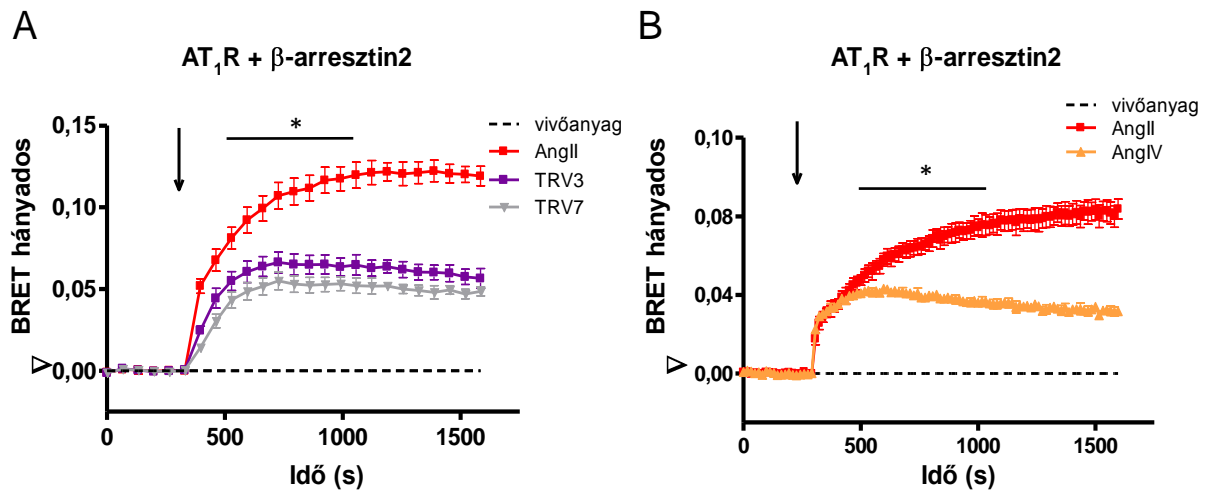 A
AT₁R + β-arresztin2
∇ BRET hányados
0,15
0,10
0,05
0,00
*
vivőanyag
AngII
TRV3
TRV7
0
500
1000
1500
Idő (s)
B
AT₁R + β-arresztin2
∇ BRET hányados
0,10
0,08
0,04
0,00
*
vivőanyag
AngII
AngIV
0
500
1000
1500
Idő (s)